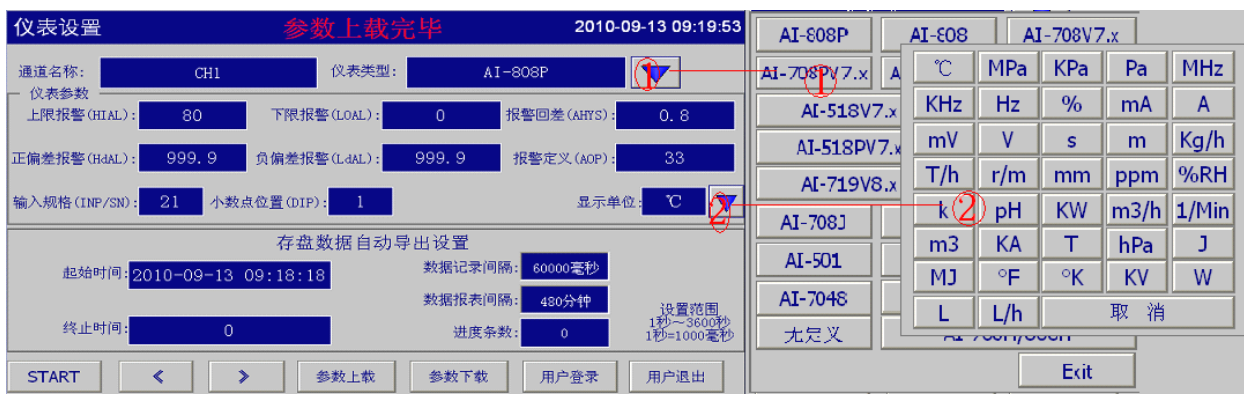 仪表设置 参数上载完毕 2010-09-13 09:19:53
通道名称: CH1 仪表类型: AI-808P ①
仪表参数
上限报警(HIAL): 80 下限报警(LOAL): 0 报警回差(AHYS): 0.8
正偏差报警(HdAL): 999.9 负偏差报警(LdAL): 999.9 报警定义(AOP): 33
输入规格(INP/SN): 21 小数点位置(DIP): 1 显示单位: ℃ ②
存盘数据自动导出设置
起始时间: 2010-09-13 09:18:18 数据记录间隔: 60000毫秒
数据报表间隔: 480分钟
终止时间: 0 进度条数: 0
设置范围
1秒～3600秒
1秒=1000毫秒
START < > 参数上载 参数下载 用户登录 用户退出
AI-808P AI-808 AI-708V7.x
AI-708PV7.x ①
AI-518V7.x
AI-518PV7.x
AI-719V8.x
AI-708J
AI-501
AI-7048
无定义
Exit
℃ MPa KPa Pa MHz
KHz Hz % mA A
mV V s m Kg/h
T/h r/m mm ppm %RH
k ② pH KW m3/h 1/Min
m3 KA T hPa J
MJ °F °K KV W
L L/h 取 消